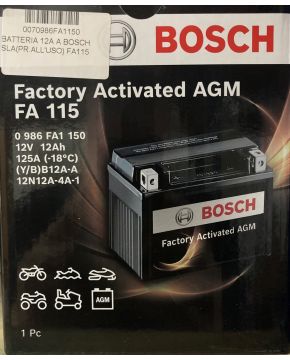 0070986FA1150
BATTERIA 12A A BOSCH
SLA(PR.ALL'USO) FA115
BOSCH
Factory Activated AGM
FA 115
0 986 FA1 150
12V 12Ah
125A (-18°C)
(Y/B)B12A-A
12N12A-4A-1
BOSCH
Factory Activated AGM
AGM
1 Pc